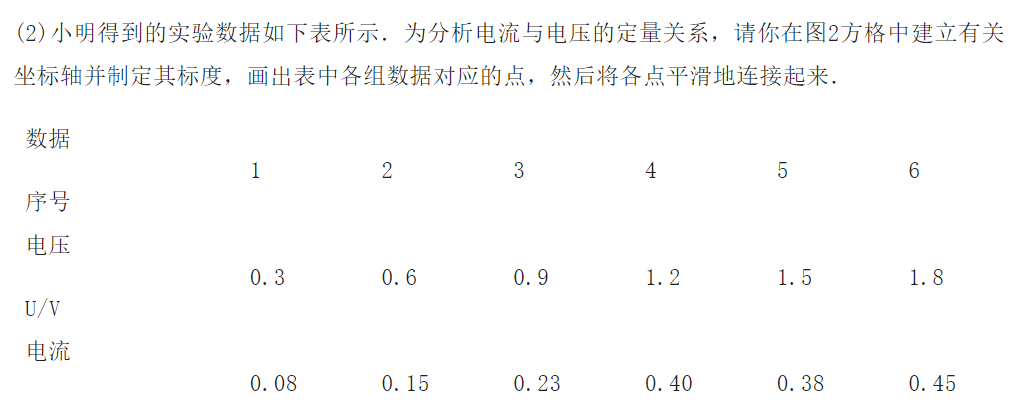 (2)小明得到的实验数据如下表所示．为分析电流与电压的定量关系，请你在图2方格中建立有关
坐标轴并制定其标度，画出表中各组数据对应的点，然后将各点平滑地连接起来．
数据
1 2 3 4 5 6
序号
电压
0.3 0.6 0.9 1.2 1.5 1.8
U/V
电流
0.08 0.15 0.23 0.40 0.38 0.45